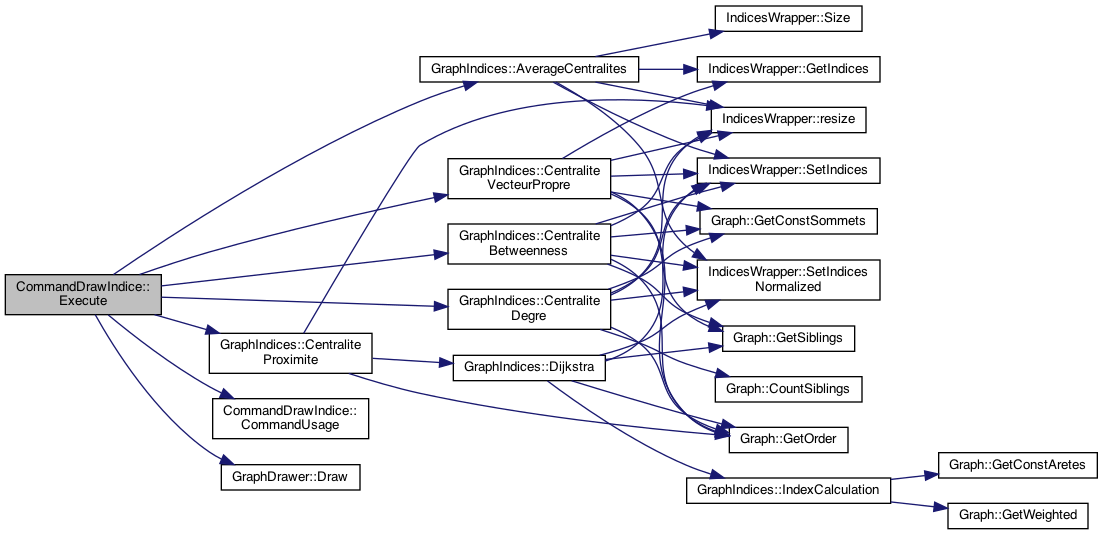 CommandDrawIndice::
Execute
GraphIndices::AverageCentralites
GraphIndices::Centralite
VecteurPropre
GraphIndices::Centralite
Betweenness
GraphIndices::Centralite
Degre
GraphIndices::Centralite
Proximite
GraphIndices::Dijkstra
CommandDrawIndice::
CommandUsage
GraphDrawer::Draw
IndicesWrapper::Size
IndicesWrapper::GetIndices
IndicesWrapper::resize
IndicesWrapper::SetIndices
Graph::GetConstSommets
IndicesWrapper::SetIndices
Normalized
Graph::GetSiblings
Graph::CountSiblings
Graph::GetOrder
GraphIndices::IndexCalculation
Graph::GetConstAretes
Graph::GetWeighted